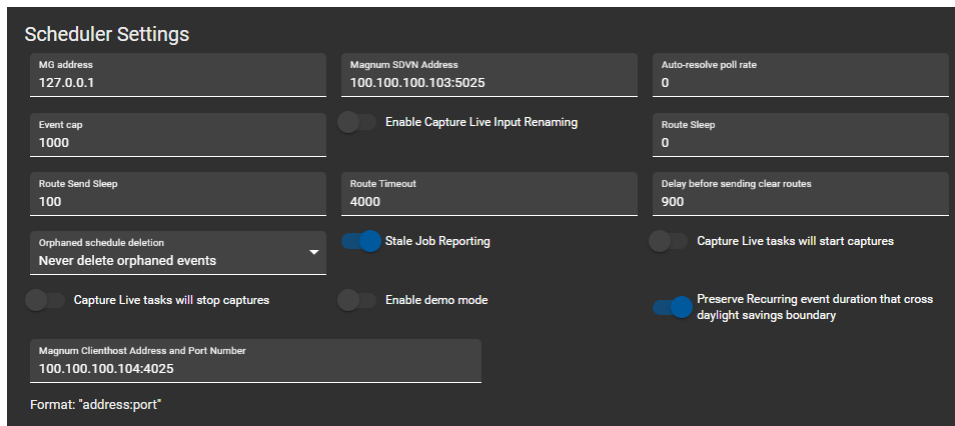 Scheduler Settings
MG address
127.0.0.1
Magnum SDVN Address
100.100.100.103:5025
Auto-resolve poll rate
0
Event cap
1000
Enable Capture Live Input Renaming
Route Sleep
0
Route Send Sleep
100
Route Timeout
4000
Delay before sending clear routes
900
Orphaned schedule deletion
Never delete orphaned events
Stale Job Reporting
Capture Live tasks will start captures
Capture Live tasks will stop captures
Enable demo mode
Preserve Recurring event duration that cross
daylight savings boundary
Magnum Clienthost Address and Port Number
100.100.100.104:4025
Format: "address:port"